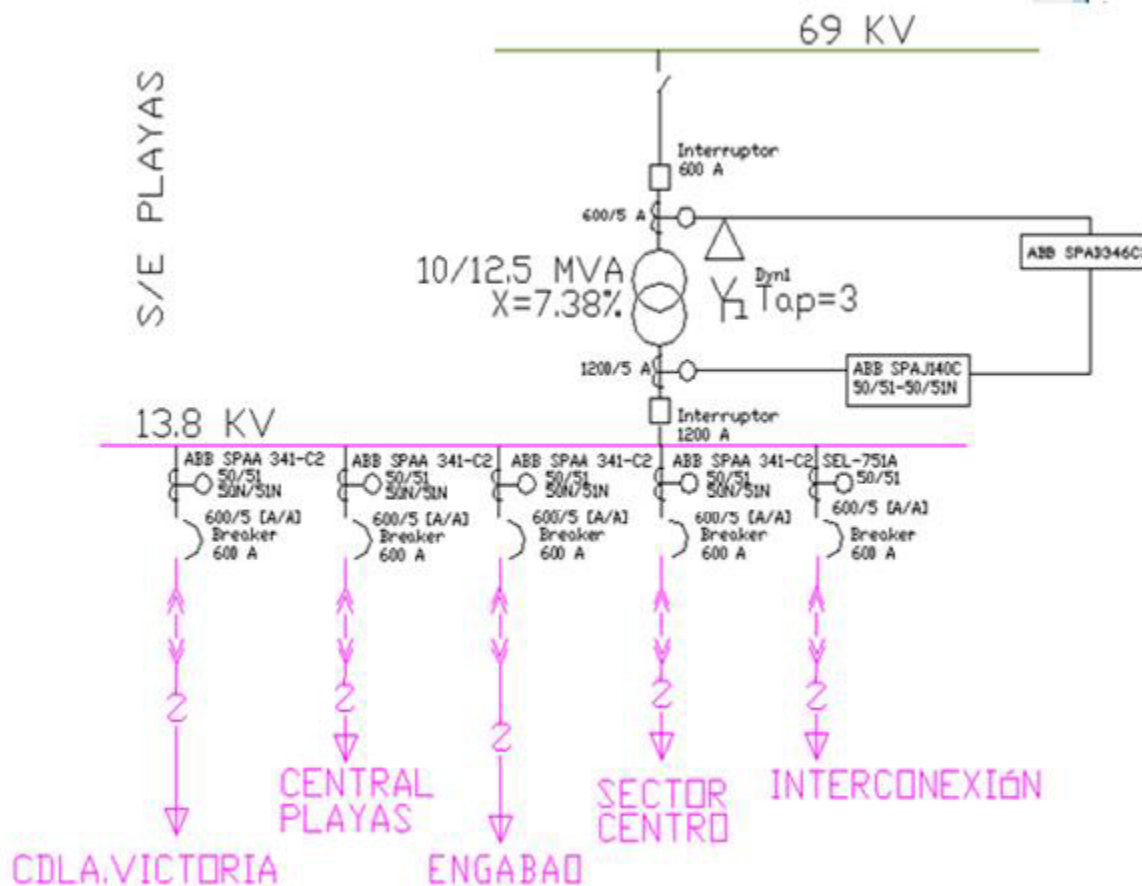 69 KV
S/E PLAYAS
Interruptor
600 A
600/5 A
ABB SPAD346C
10/12.5 MVA
X=7.38%
Dyn1
Tap=3
1200/5 A
ABB SPAJ140C
50/51-50/51N
Interruptor
1200 A
13.8 KV
ABB SPAA 341-C2
50/51
50N/51N
600/5 [A/A]
Breaker
600 A
ABB SPAA 341-C2
50/51
50N/51N
600/5 [A/A]
Breaker
600 A
ABB SPAA 341-C2
50/51
50N/51N
600/5 [A/A]
Breaker
600 A
ABB SPAA 341-C2
50/51
50N/51N
600/5 [A/A]
Breaker
600 A
SEL-751A
50/51
600/5 [A/A]
Breaker
600 A
CDLA.VICTORIA
CENTRAL
PLAYAS
ENGABAO
SECTOR
CENTRO
INTERCONEXIóN